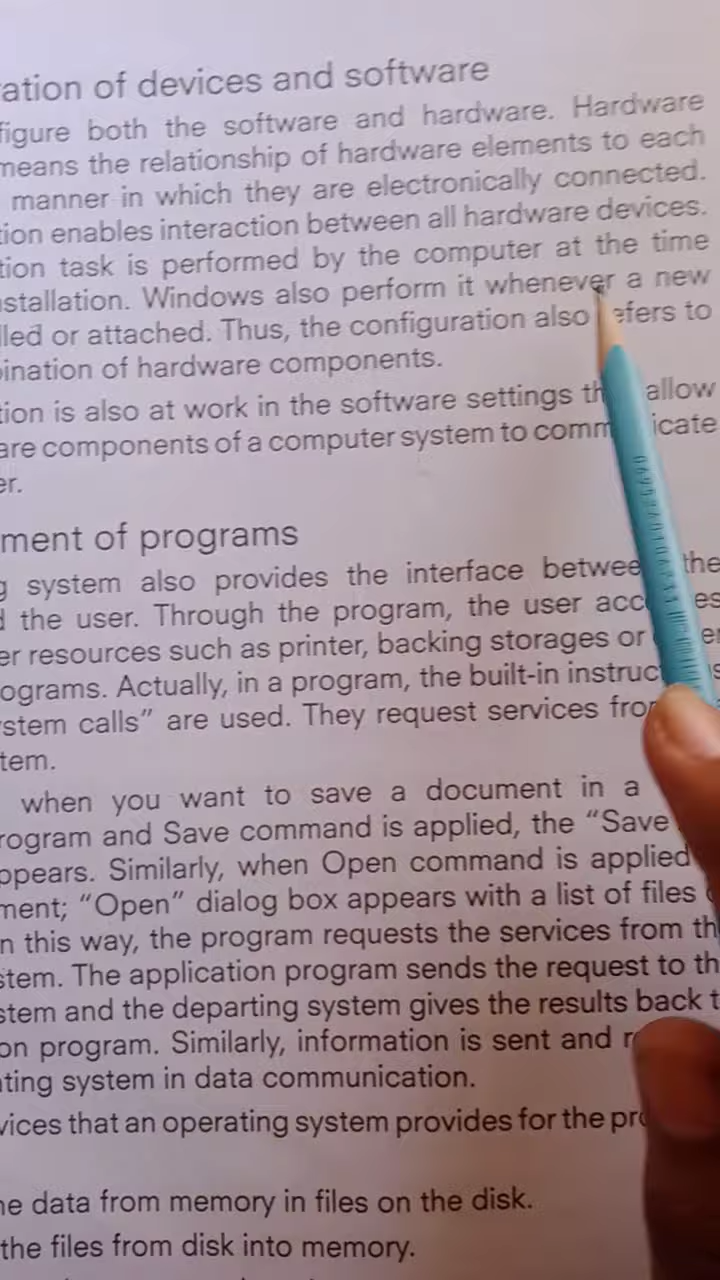 ation of devices and software
figure both the software and hardware. Hardware
means the relationship of hardware elements to each
manner in which they are electronically connected.
tion enables interaction between all hardware devices.
tion task is performed by the computer at the time
stallation. Windows also perform it whenever a new
lled or attached. Thus, the configuration also efers to
ination of hardware components.
tion is also at work in the software settings th allow
are components of a computer system to comm icate
er.
ment of programs
g system also provides the interface betwee the
d the user. Through the program, the user acc es
er resources such as printer, backing storages or er
ograms. Actually, in a program, the built-in instruc s
stem calls” are used. They request services fro
tem.
when you want to save a document in a
rogram and Save command is applied, the “Save
ppears. Similarly, when Open command is applied
ment; “Open” dialog box appears with a list of files
n this way, the program requests the services from th
stem. The application program sends the request to th
stem and the departing system gives the results back t
on program. Similarly, information is sent and r
ating system in data communication.
vices that an operating system provides for the pro
he data from memory in files on the disk.
the files from disk into memory.